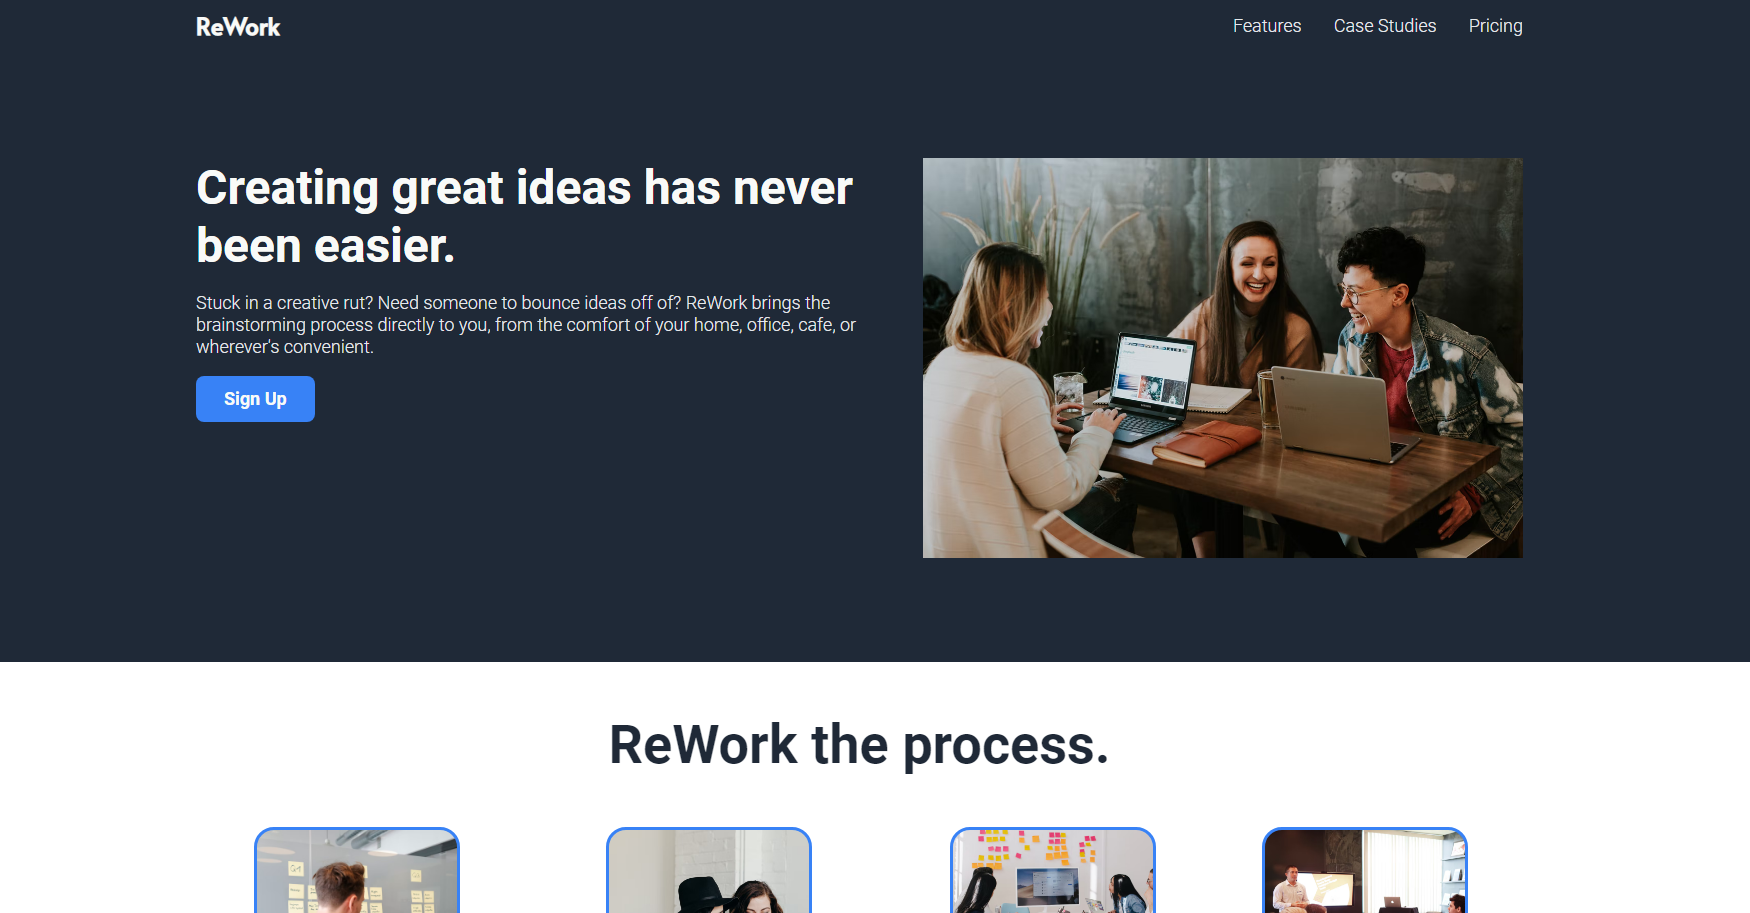 ReWork
Features
Case Studies
Pricing
Creating great ideas has never
been easier.
Stuck in a creative rut? Need someone to bounce ideas off of? ReWork brings the
brainstorming process directly to you, from the comfort of your home, office, cafe, or
wherever's convenient.
Sign Up
ReWork the process.